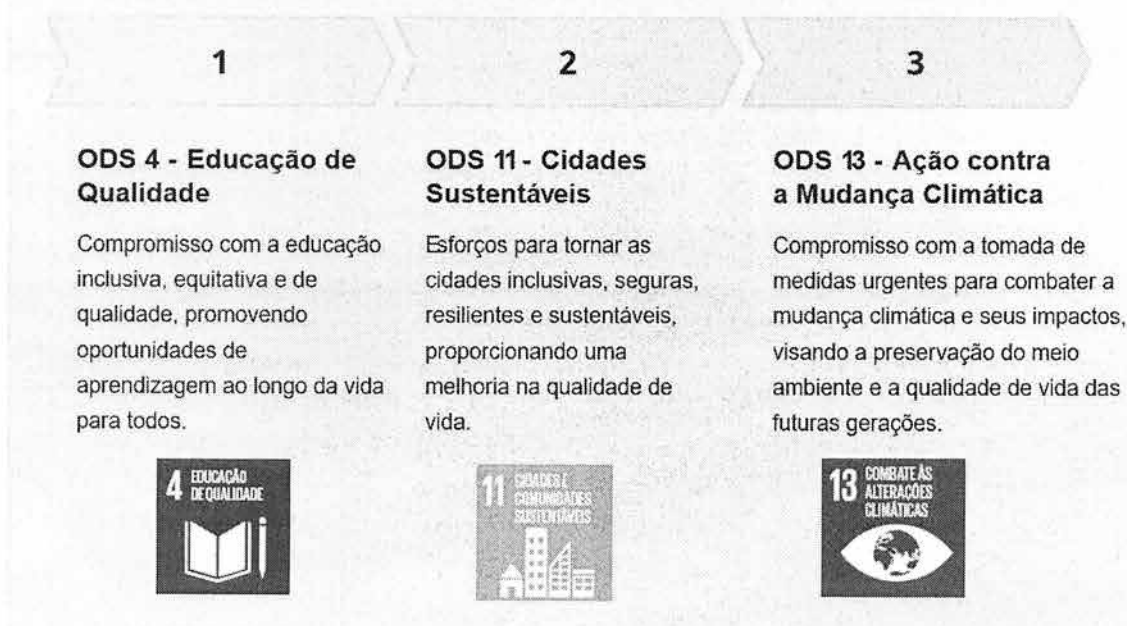 1
ODS 4 - Educação de
Qualidade
Compromisso com a educação
inclusiva, equitativa e de
qualidade, promovendo
oportunidades de
aprendizagem ao longo da vida
para todos.
4 EDUCAÇÃO
DE QUALIDADE
2
ODS 11 - Cidades
Sustentáveis
Esforços para tornar as
cidades inclusivas, seguras,
resilientes e sustentáveis,
proporcionando uma
melhoria na qualidade de
vida.
11 CIDADES E
COMUNIDADES
SUSTENTÁVEIS
3
ODS 13 - Ação contra
a Mudança Climática
Compromisso com a tomada de
medidas urgentes para combater a
mudança climática e seus impactos,
visando a preservação do meio
ambiente e a qualidade de vida das
futuras gerações.
13 COMBATE ÀS
ALTERAÇÕES
CLIMÁTICAS